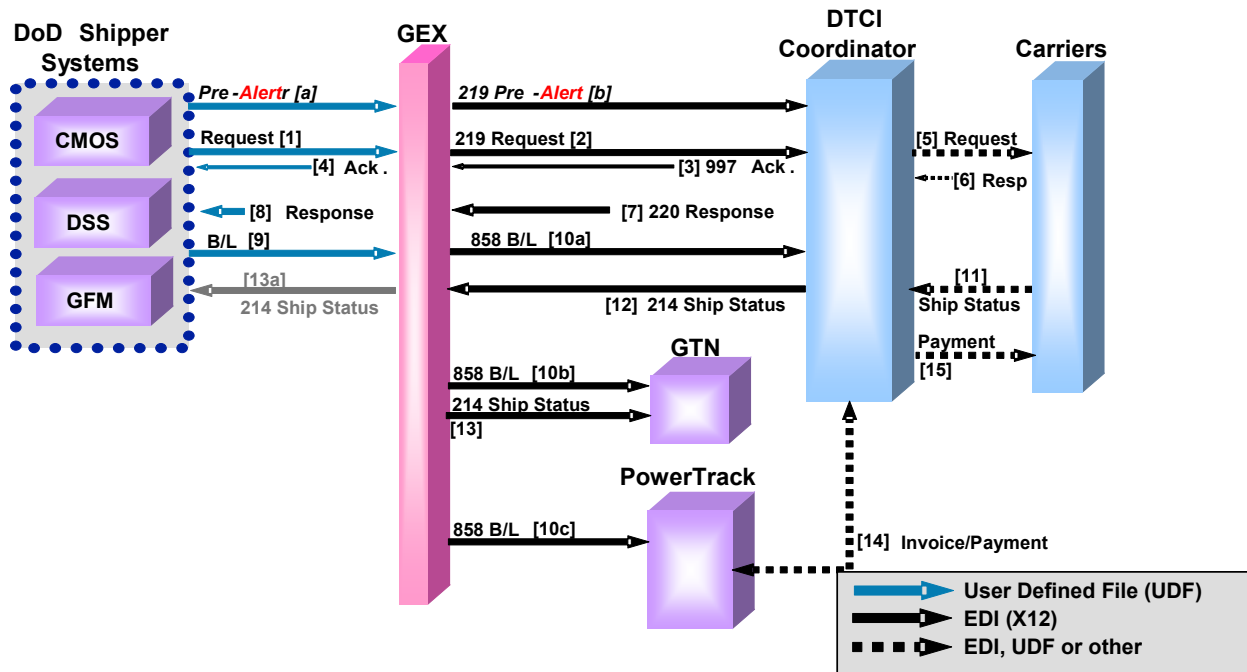 DoD Shipper
Systems
GEX
DTCI
Coordinator
Carriers
Pre -Alertr [a]
219 Pre -Alert [b]
CMOS
Request [1]
219 Request [2]
[5] Request
[4] Ack .
[3] 997 Ack .
[6] Resp
DSS
[8] Response
[7] 220 Response
B/L [9]
858 B/L [10a]
GFM
[13a]
214 Ship Status
[12] 214 Ship Status
[11]
Ship Status
Payment
[15]
GTN
858 B/L [10b]
214 Ship Status
[13]
PowerTrack
858 B/L [10c]
[14] Invoice/Payment
User Defined File (UDF)
EDI (X12)
EDI, UDF or other